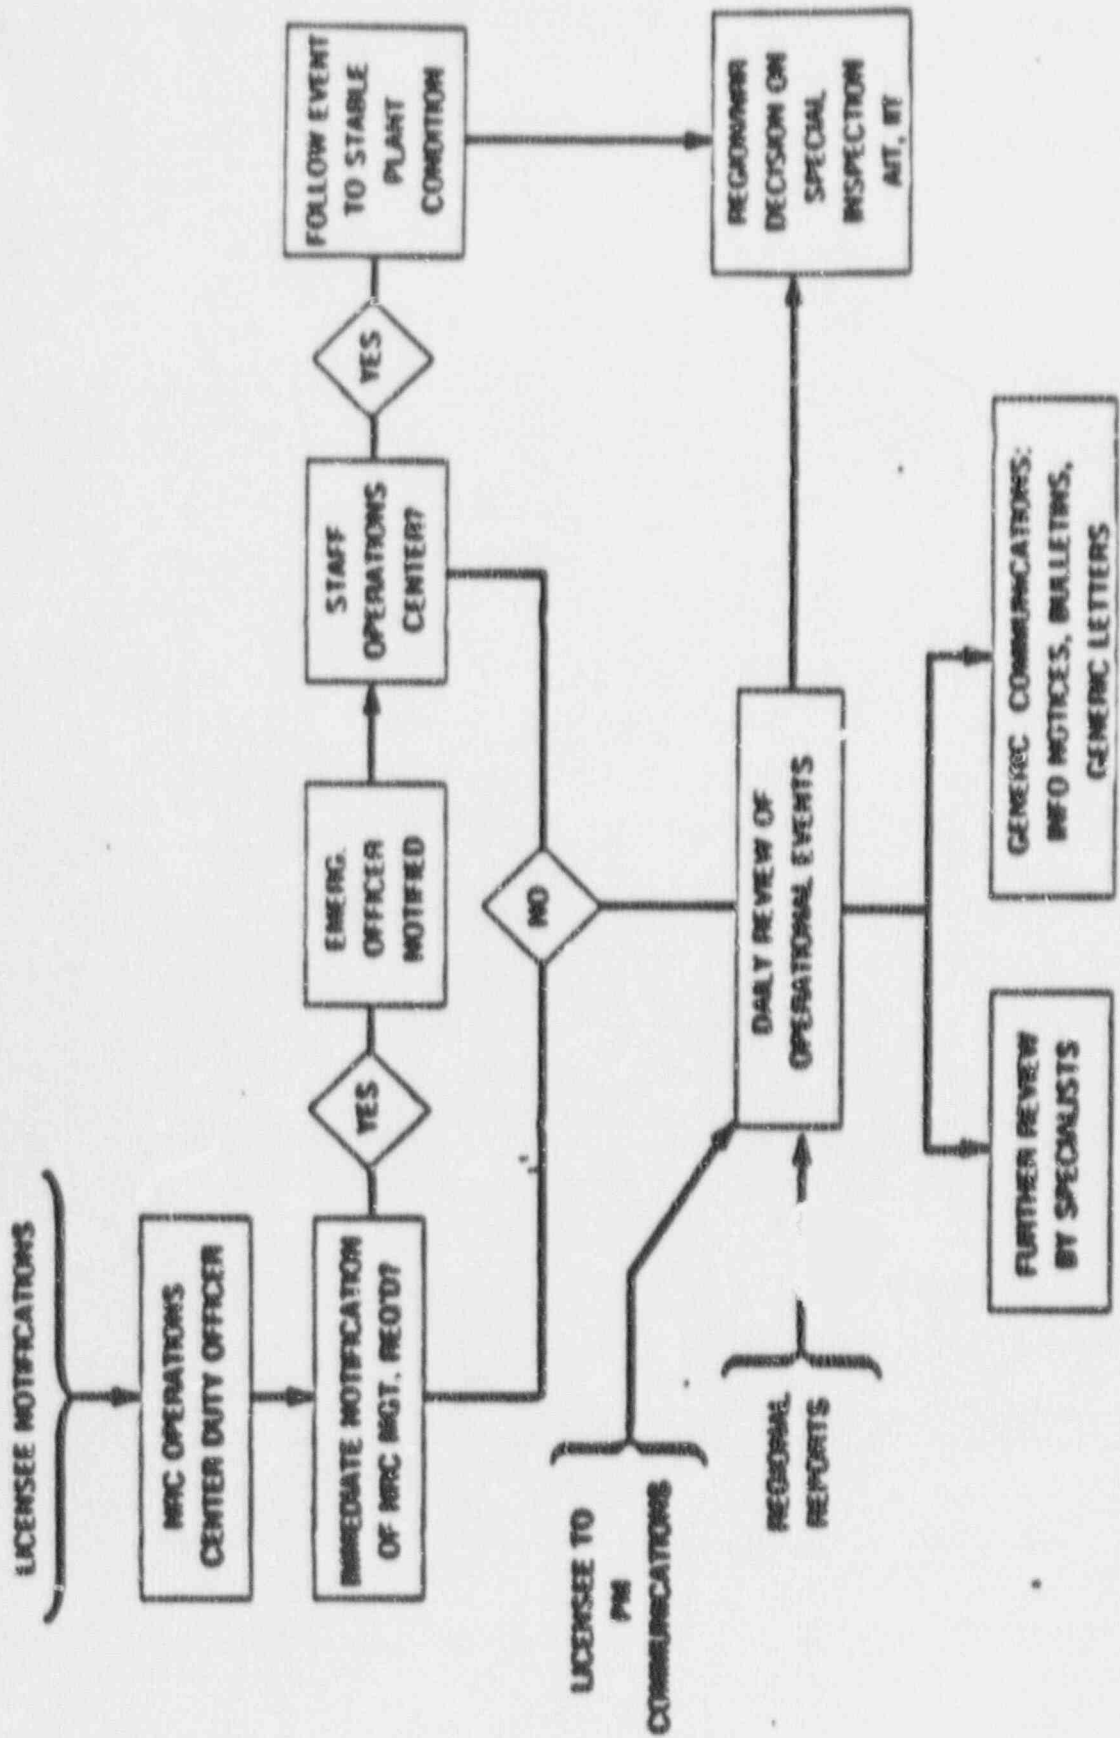 LICENSEE NOTIFICATIONS
NRC OPERATIONS
CENTER DUTY OFFICER
IMMEDIATE NOTIFICATION
OF NRC MGT. REQ'D?
YES
EMERG.
OFFICER
NOTIFIED
STAFF
OPERATIONS
CENTER?
YES
FOLLOW EVENT
TO STABLE
PLANT
CONDITION
NO
LICENSEE TO
PM
COMMUNICATIONS
REGIONAL
REPORTS
DAILY REVIEW OF
OPERATIONAL EVENTS
DECISION ON
SPECIAL
INSPECTION
AIT, IIT
FURTHER REVIEW
BY SPECIALISTS
GENERIC COMMUNICATIONS:
INFO NOTICES, BULLETINS,
GENERIC LETTERS